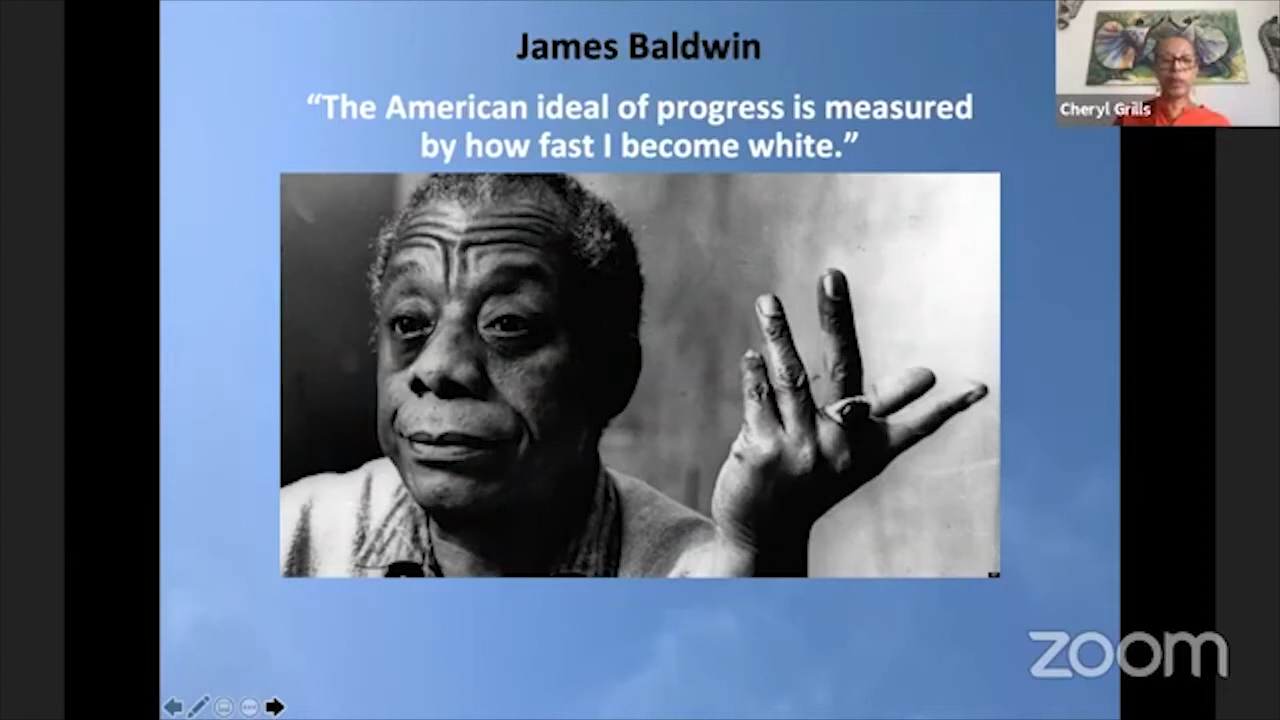 James Baldwin
“The American ideal of progress is measured
by how fast I become white.”
Cheryl Grills
zoom